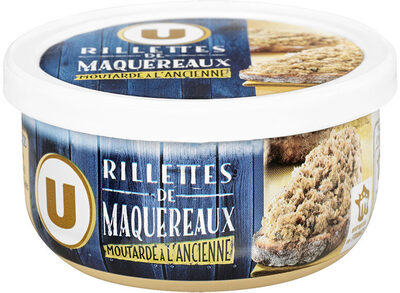 U
RILLETTES
DE
MAQUEREAUX
MOUTARDE À L'ANCIENNE
U
RILLETTES
DE
MAQUEREAUX
MOUTARDE À L'ANCIENNE